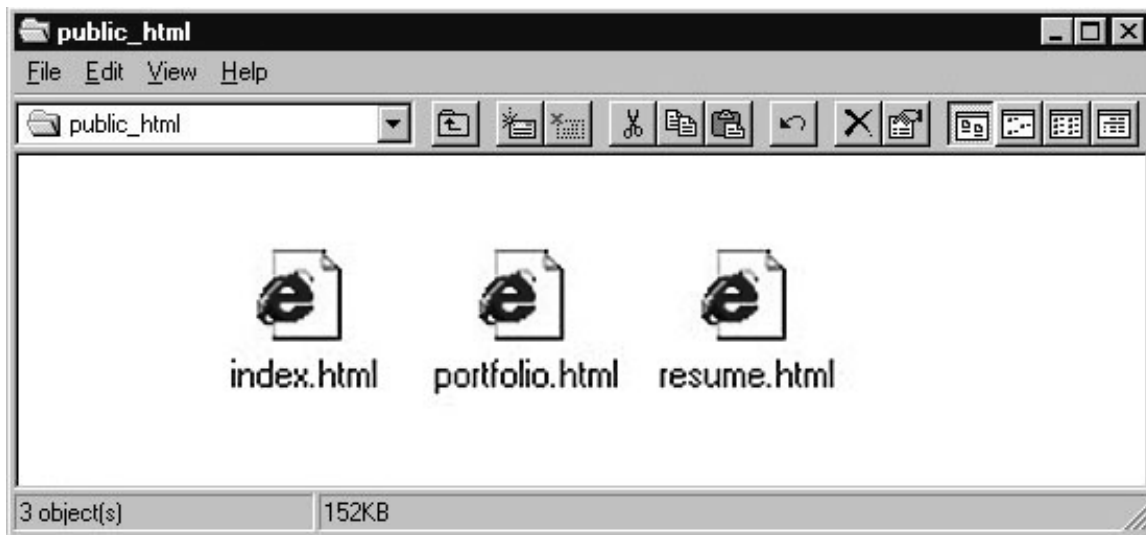 public_html
File Edit View Help
public_html
index.html portfolio.html resume.html
3 object(s) 152KB